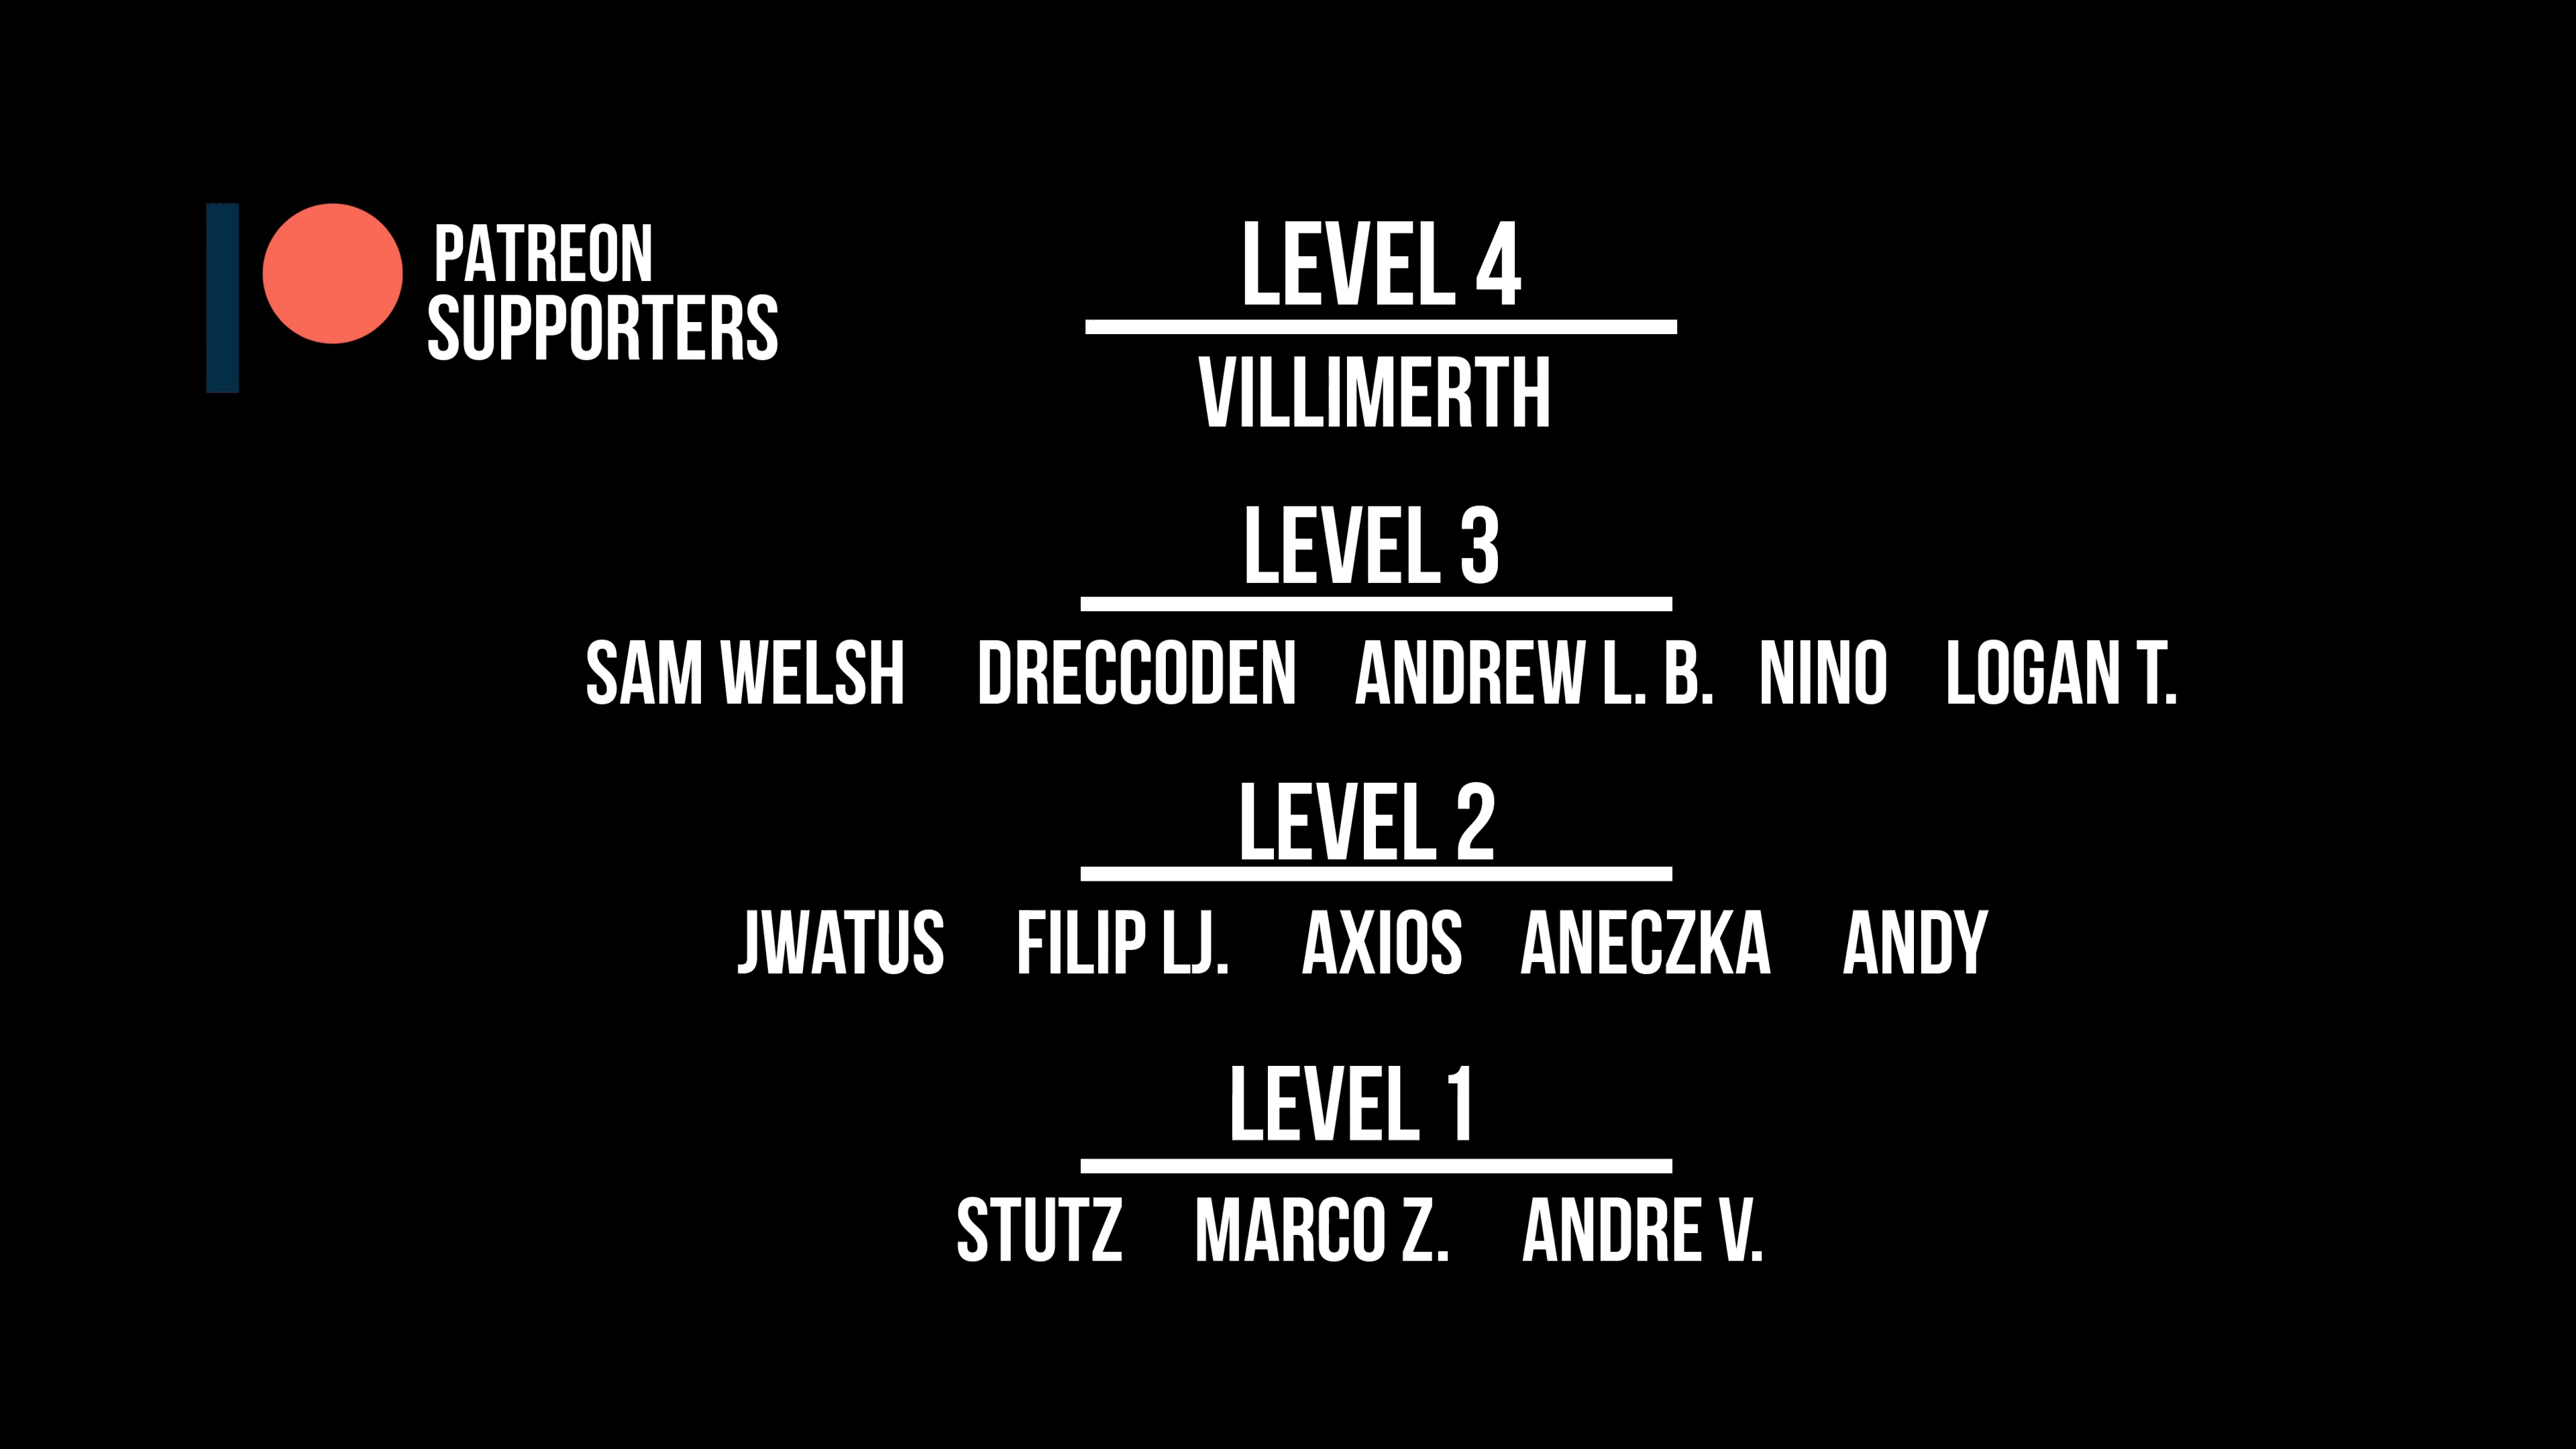 PATREON
SUPPORTERS
LEVEL 4
VILLIMERTH
LEVEL 3
SAM WELSH DRECCODEN ANDREW L. B. NINO LOGAN T.
LEVEL 2
JWATUS FILIP LJ. AXIOS ANECZKA ANDY
LEVEL 1
STUTZ MARCO Z. ANDRE V.